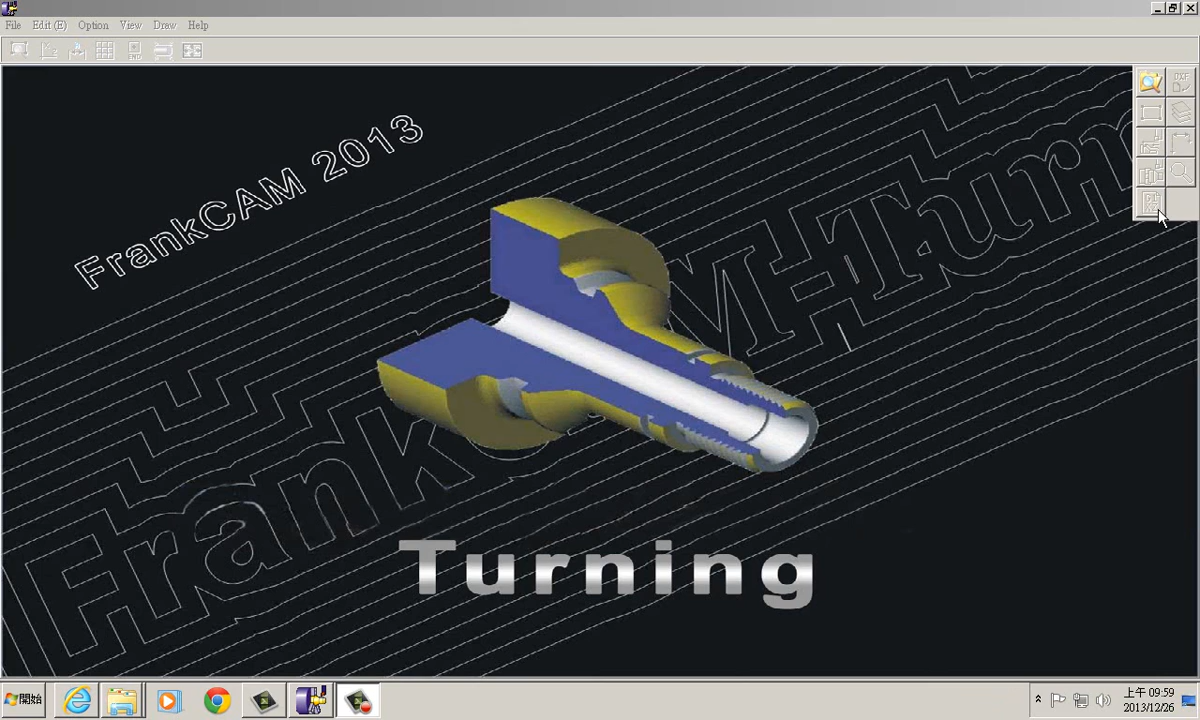 File Edit (E) Option View Draw Help
END
DXF
FrankCAM 2013
Turning
開始
上午 09:59
2013/12/26